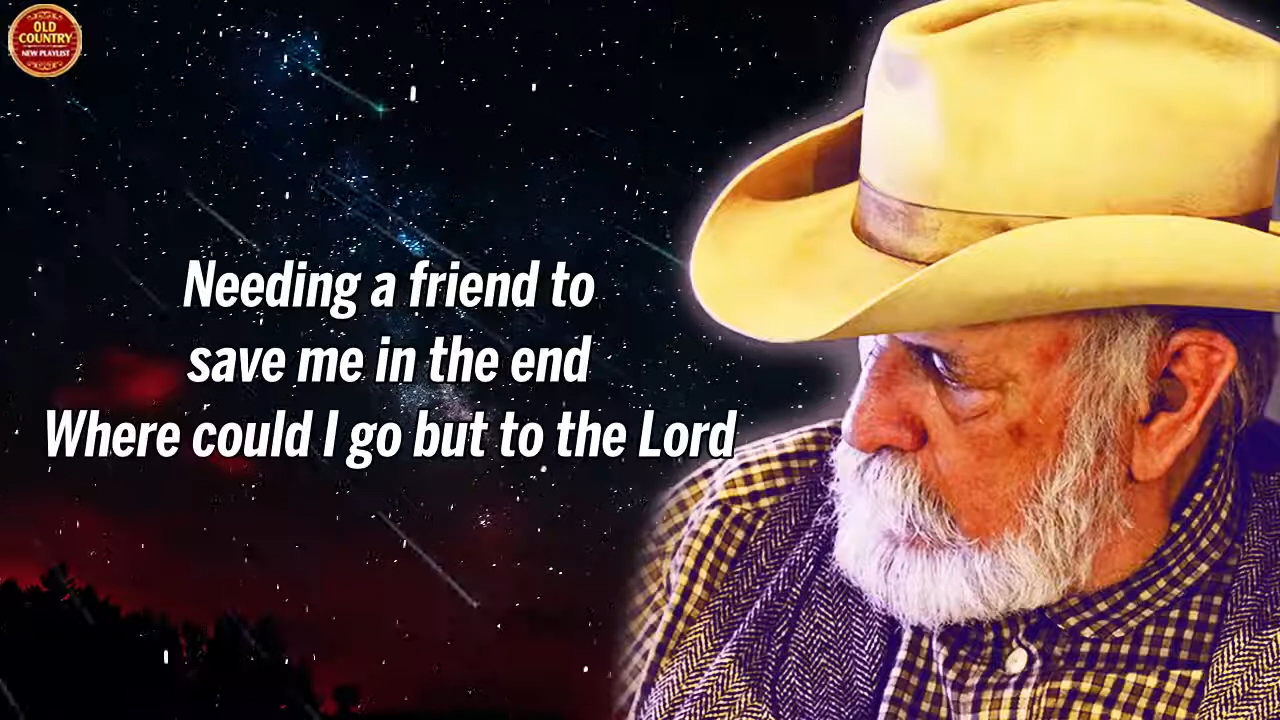 OLD
COUNTRY
NEW PLAYLIST
Needing a friend to
save me in the end
Where could I go but to the Lord